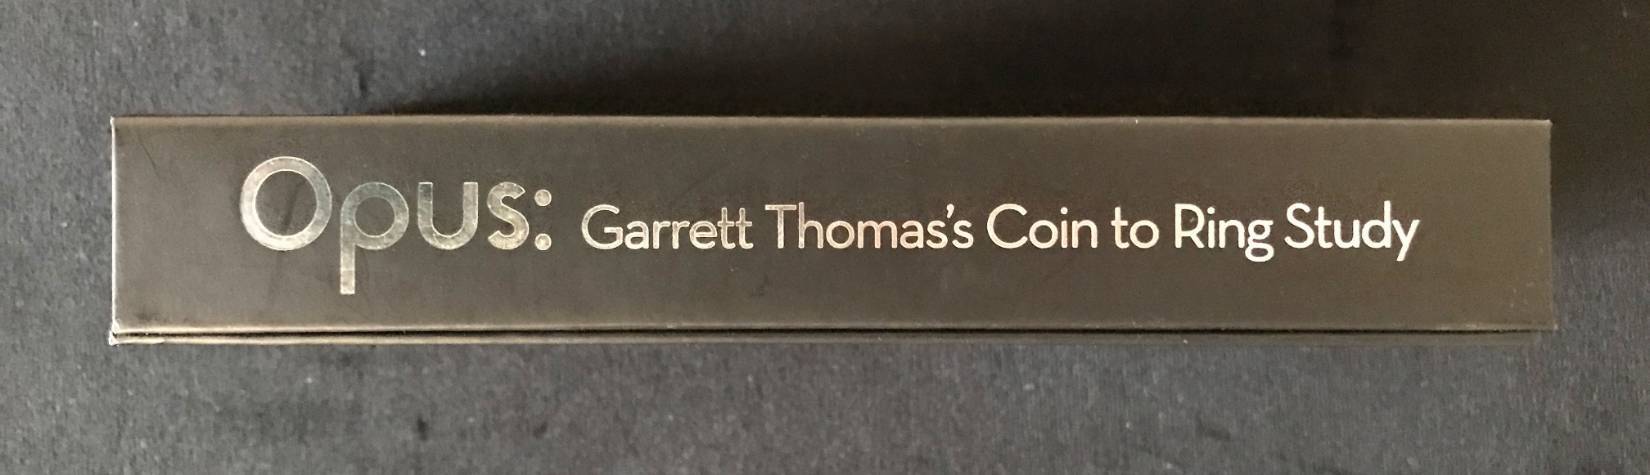 Opus: Garrett Thomas's Coin to Ring Study